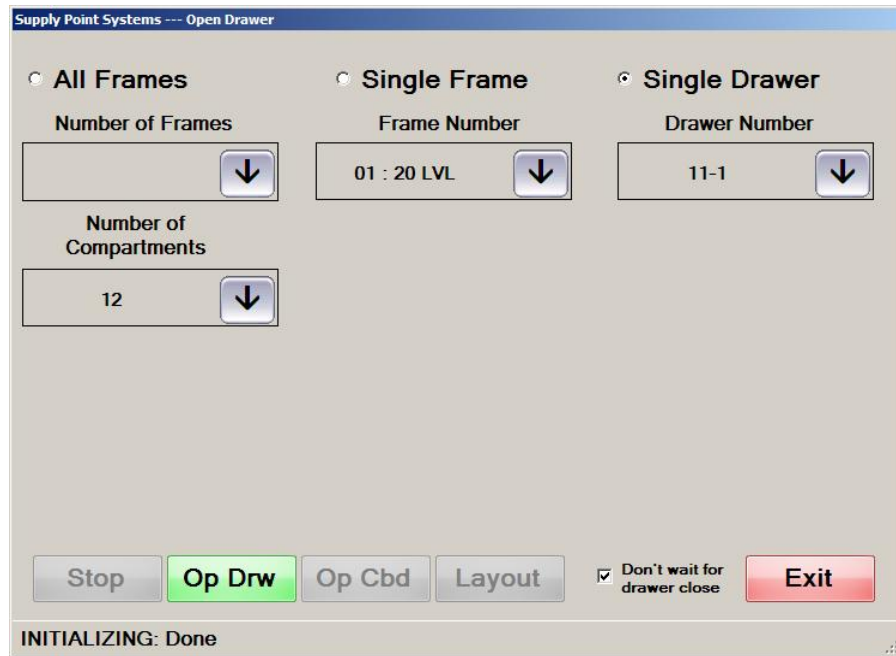 Supply Point Systems --- Open Drawer
All Frames
Single Frame
Single Drawer
Number of Frames
Frame Number
Drawer Number
01 : 20 LVL
11-1
Number of
Compartments
12
Stop
Op Drw
Op Cbd
Layout
Don't wait for
drawer close
Exit
INITIALIZING: Done